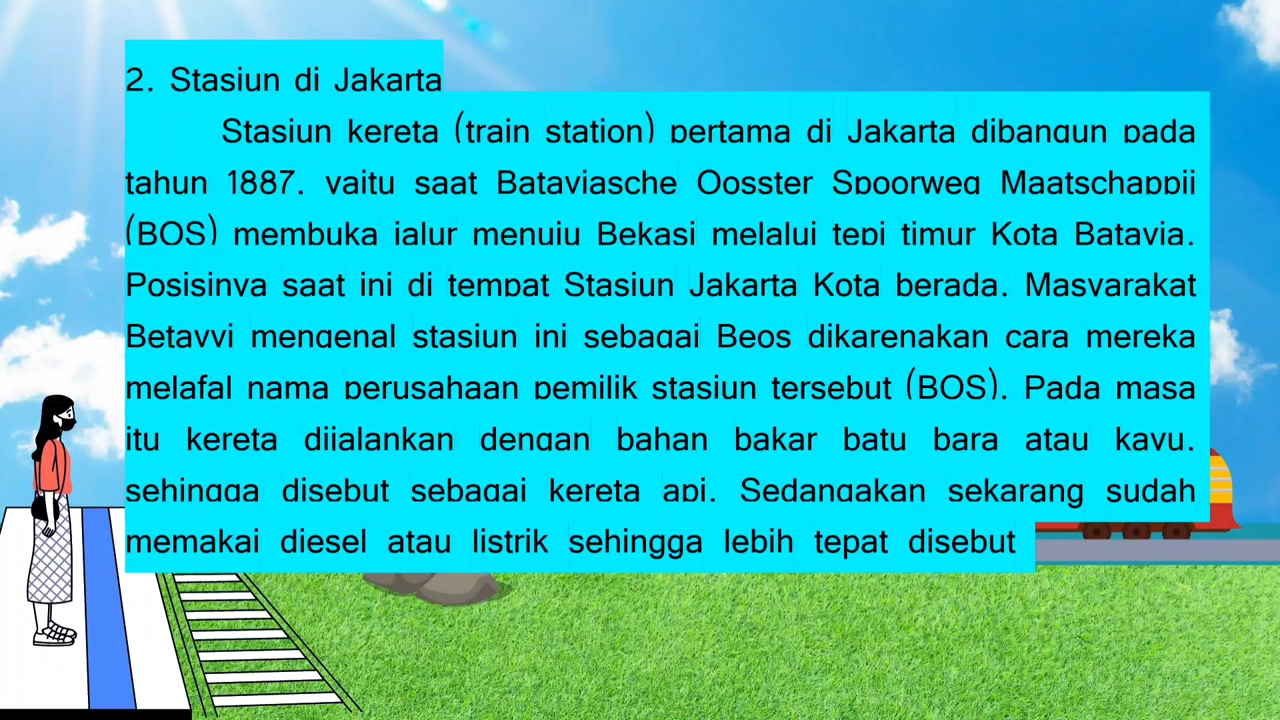 2. Stasiun di Jakarta
Stasiun kereta (train station) pertama di Jakarta dibangun pada
tahun 1887, yaitu saat Bataviasche Oosster Spoorweg Maatschappij
(BOS) membuka jalur menuju Bekasi melalui tepi timur Kota Batavia.
Posisinya saat ini di tempat Stasiun Jakarta Kota berada. Masyarakat
Betavvi mengenal stasiun ini sebagai Beos dikarenakan cara mereka
melafal nama perusahaan pemilik stasiun tersebut (BOS). Pada masa
itu kereta dijalankan dengan bahan bakar batu bara atau kayu,
sehingga disebut sebagai kereta api. Sedangakan sekarang sudah
memakai diesel atau listrik sehingga lebih tepat disebut